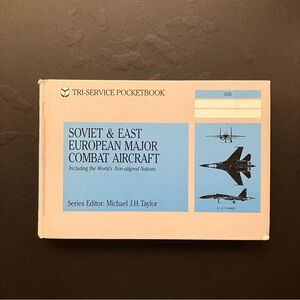 TRI-SERVICE POCKETBOOK
AIR
SOVIET & EAST
EUROPEAN MAJOR
COMBAT AIRCRAFT
Including the World's Non-aligned Nations
Series Editor: Michael J.H. Taylor